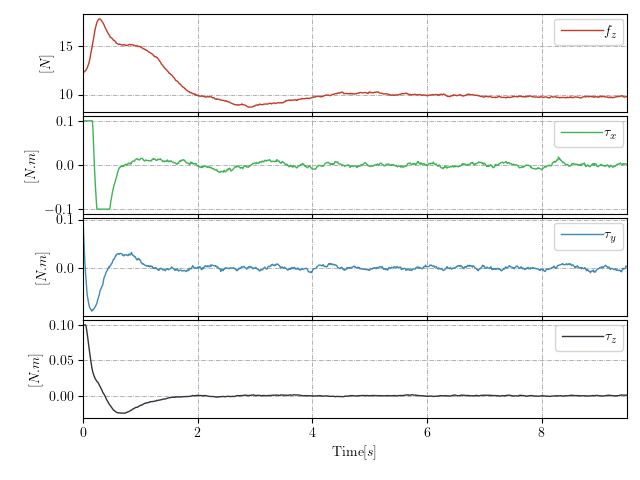 15
10
[N]
f_z
0.1
0.0
−0.1
[N.m]
τ_x
0.1
0.0
[N.m]
τ_y
0.10
0.05
0.00
[N.m]
τ_z
0 2 4 6 8
Time[s]